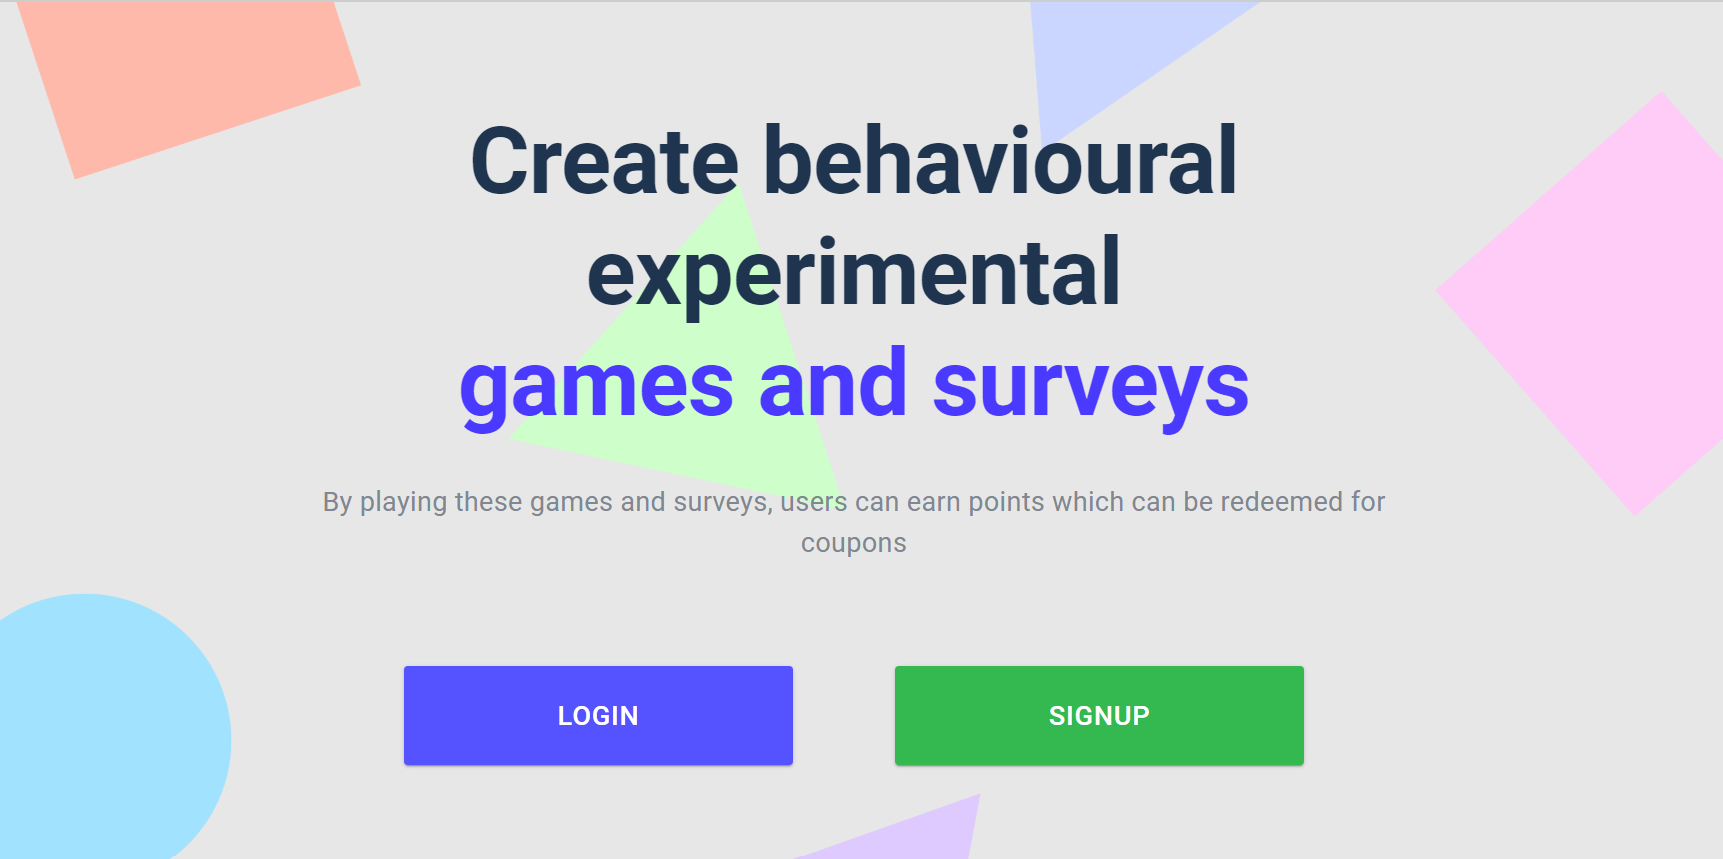 Create behavioural
experimental
games and surveys
By playing these games and surveys, users can earn points which can be redeemed for
coupons
LOGIN
SIGNUP